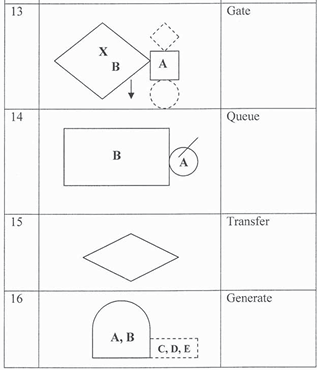 13
Gate
X
B
A
14
Queue
B
A
15
Transfer
16
Generate
A, B
C, D, E